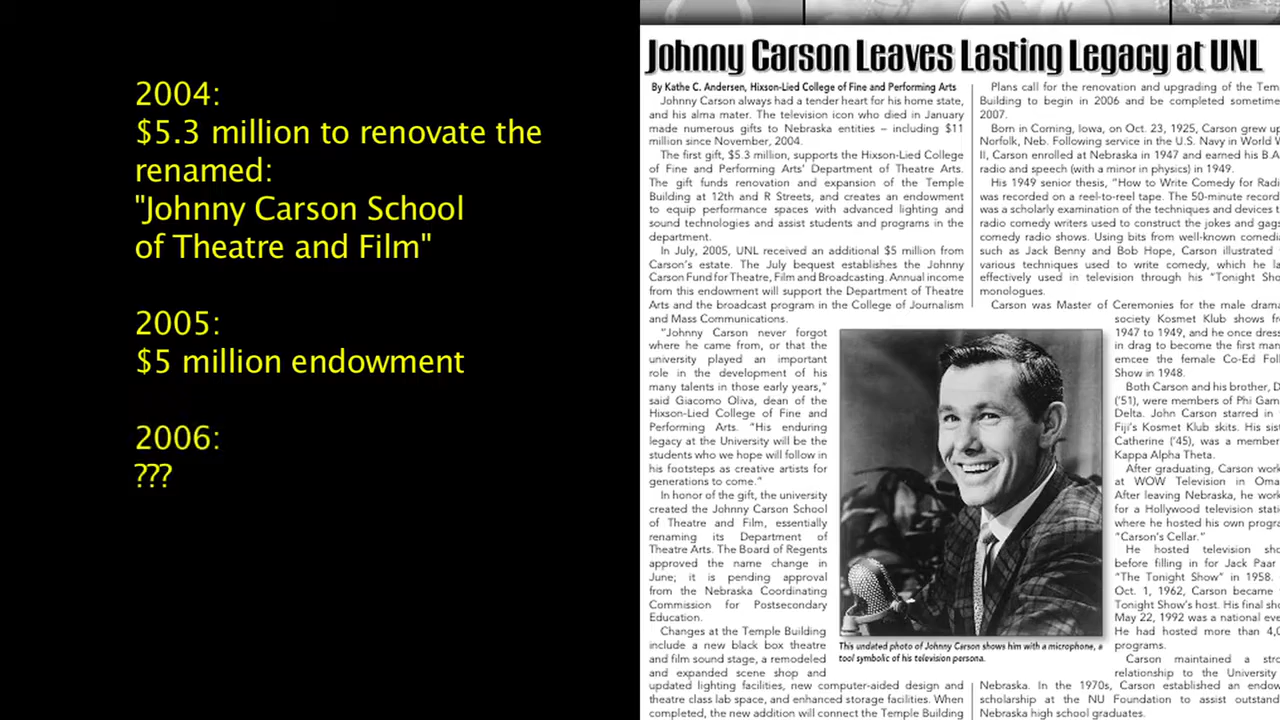 2004:
$5.3 million to renovate the
renamed:
"Johnny Carson School
of Theatre and Film"
2005:
$5 million endowment
2006:
???
Johnny Carson Leaves Lasting Legacy at UNL
By Kathe C. Andersen, Hixson-Lied College of Fine and Performing Arts
Johnny Carson always had a tender heart for his home state,
and his alma mater. The television icon who died in January
made numerous gifts to Nebraska entities – including $11
million since November, 2004.
The first gift, $5.3 million, supports the Hixson-Lied College
of Fine and Performing Arts' Department of Theatre Arts.
The gift funds renovation and expansion of the Temple
Building at 12th and R Streets, and creates an endowment
to equip performance spaces with advanced lighting and
sound technologies and assist students and programs in the
department.
In July, 2005, UNL received an additional $5 million from
Carson's estate. The July bequest establishes the Johnny
Carson Fund for Theatre, Film and Broadcasting. Annual income
from this endowment will support the Department of Theatre
Arts and the broadcast program in the College of Journalism
and Mass Communications.
"Johnny Carson never forgot
where he came from, or that the
university played an important
role in the development of his
many talents in those early years,"
said Giacomo Oliva, dean of the
Hixson-Lied College of Fine and
Performing Arts. "His enduring
legacy at the University will be the
students who we hope will follow in
his footsteps as creative artists for
generations to come."
In honor of the gift, the university
created the Johnny Carson School
of Theatre and Film, essentially
renaming its Department of
Theatre Arts. The Board of Regents
approved the name change in
June; it is pending approval
from the Nebraska Coordinating
Commission for Postsecondary
Education.
Changes at the Temple Building
include a new black box theatre
and film sound stage, a remodeled
and expanded scene shop and
updated lighting facilities, new computer-aided design and
theatre class lab space, and enhanced storage facilities. When
completed, the new addition will connect the Temple Building
Plans call for the renovation and upgrading of the Tem
Building to begin in 2006 and be completed sometime
2007.
Born in Corning, Iowa, on Oct. 23, 1925, Carson grew up
Norfolk, Neb. Following service in the U.S. Navy in World W
II, Carson enrolled at Nebraska in 1947 and earned his B.A
radio and speech (with a minor in physics) in 1949.
His 1949 senior thesis, "How to Write Comedy for Radi
was recorded on a reel-to-reel tape. The 50-minute record
was a scholarly examination of the techniques and devices t
radio comedy writers used to construct the jokes and gags
comedy radio shows. Using bits from well-known comedia
such as Jack Benny and Bob Hope, Carson illustrated
various techniques used to write comedy, which he la
effectively used in television through his "Tonight Sho
monologues.
Carson was Master of Ceremonies for the male drama
society Kosmet Klub shows fr
1947 to 1949, and he once dress
in drag to become the first man
emcee the female Co-Ed Foll
Show in 1948.
Both Carson and his brother, D
('51), were members of Phi Gam
Delta. John Carson starred in
Fiji's Kosmet Klub skits. His sist
Catherine ('45), was a member
Kappa Alpha Theta.
After graduating, Carson work
at WOW Television in Oma
After leaving Nebraska, he work
for a Hollywood television stati
where he hosted his own progra
"Carson's Cellar."
He hosted television sho
before filling in for Jack Paar
"The Tonight Show" in 1958.
Oct. 1, 1962, Carson became
Tonight Show's host. His final sh
May 22, 1992 was a national eve
He had hosted more than 4,0
programs.
Carson maintained a stro
relationship to the University
Nebraska. In the 1970s, Carson established an endow
scholarship at the NU Foundation to assist outstand
Nebraska high school graduates.
This undated photo of Johnny Carson shows him with a microphone, a
tool symbolic of his television persona.